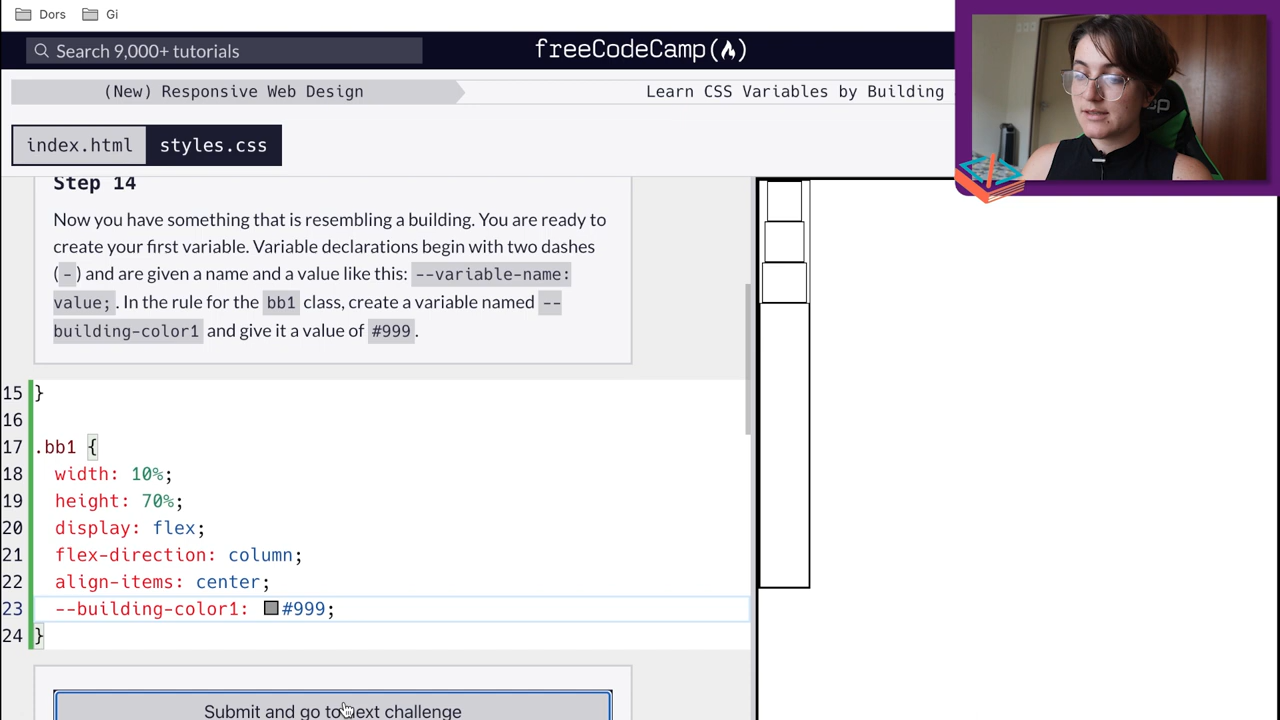 Dors Gi
Search 9,000+ tutorials
freeCodeCamp
(New) Responsive Web Design
Learn CSS Variables by Building
index.html styles.css
Step 14
Now you have something that is resembling a building. You are ready to
create your first variable. Variable declarations begin with two dashes
(-) and are given a name and a value like this: --variable-name:
value;. In the rule for the bb1 class, create a variable named --
building-color1 and give it a value of #999.
15 }
16
17 .bb1 {
18 width: 10%;
19 height: 70%;
20 display: flex;
21 flex-direction: column;
22 align-items: center;
23 --building-color1: #999;
24 }
Submit and go to next challenge